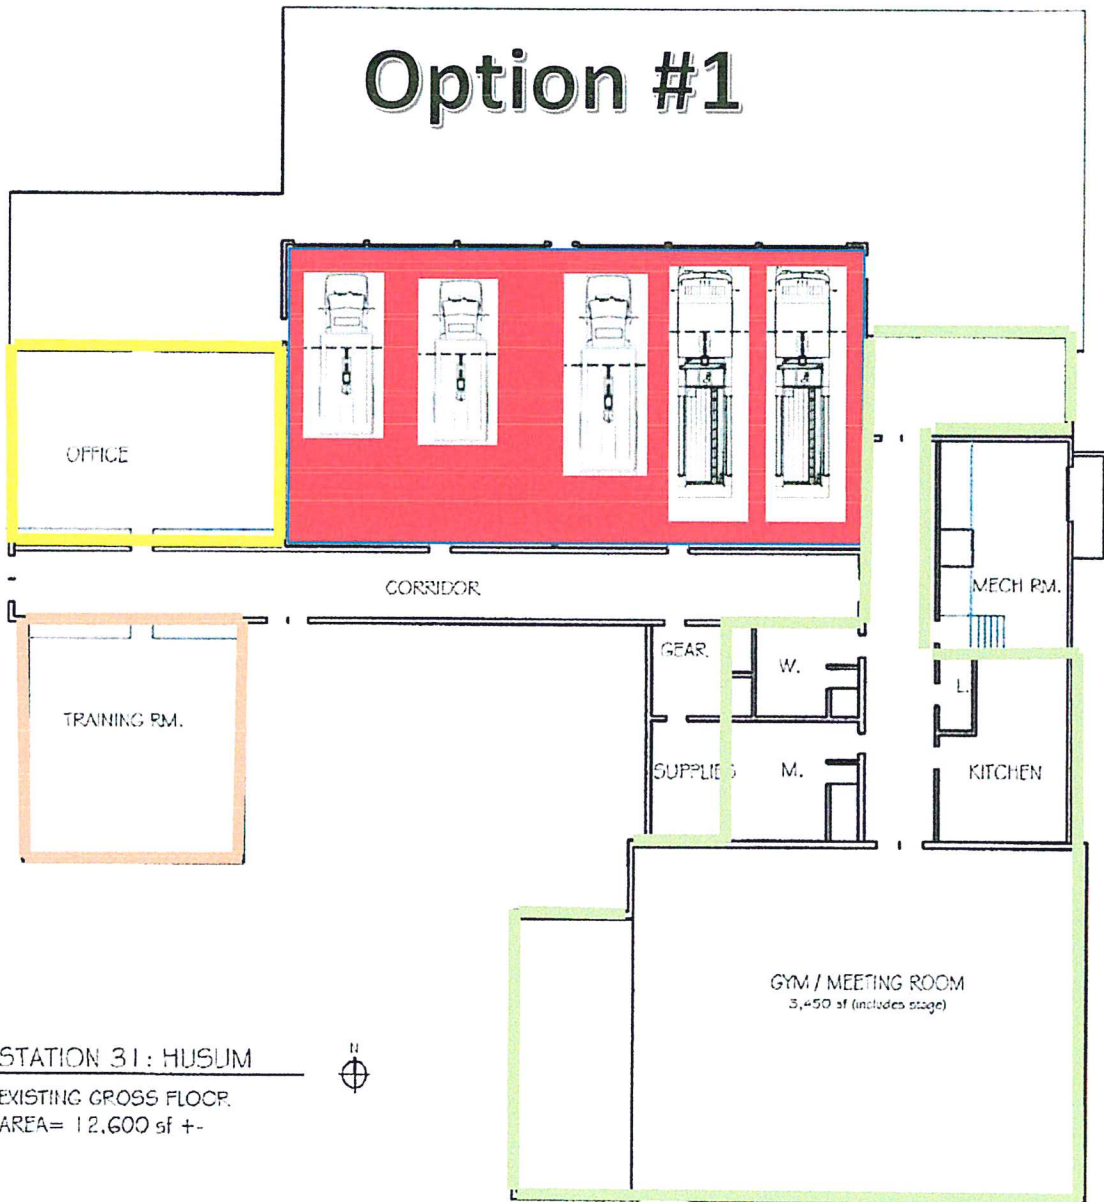 Option #1
OFFICE
CORRIDOR
MECH RM.
GEAR
W.
L.
TRAINING RM.
SUPPLIES
M.
KITCHEN
GYM / MEETING ROOM
3,450 sf (includes stage)
N
STATION 31: HUSUM
EXISTING GROSS FLOOR
AREA= 12,600 sf +-